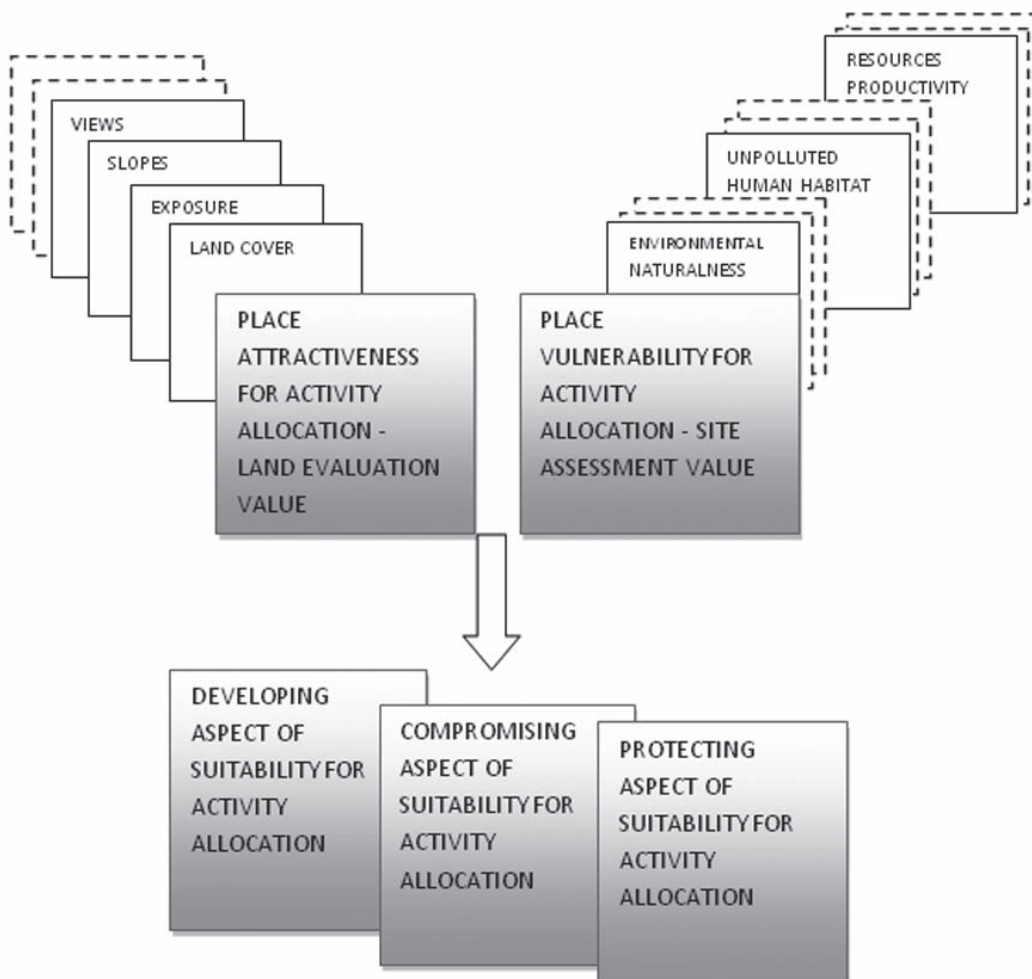 VIEWS
SLOPES
EXPOSURE
LAND COVER
PLACE
ATTRACTIVENESS
FOR ACTIVITY
ALLOCATION -
LAND EVALUATION
VALUE
RESOURCES
PRODUCTIVITY
UNPOLLUTED
HUMAN HABITAT
ENVIRONMENTAL
NATURALNESS
PLACE
VULNERABILITY FOR
ACTIVITY
ALLOCATION - SITE
ASSESSMENT VALUE
DEVELOPING
ASPECT OF
SUITABILITY FOR
ACTIVITY
ALLOCATION
COMPROMISING
ASPECT OF
SUITABILITY FOR
ACTIVITY
ALLOCATION
PROTECTING
ASPECT OF
SUITABILITY FOR
ACTIVITY
ALLOCATION